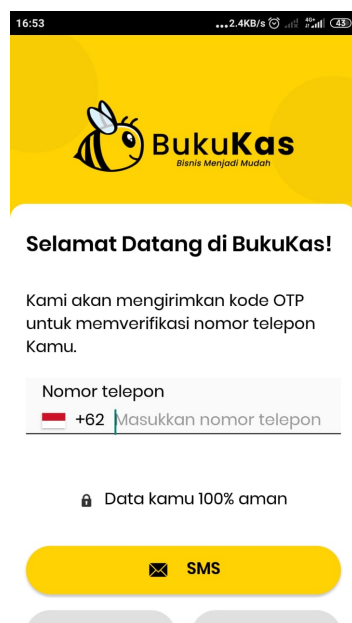 16:53
...2.4KB/s 43
BukuKas
Bisnis Menjadi Mudah
Selamat Datang di BukuKas!
Kami akan mengirimkan kode OTP
untuk memverifikasi nomor telepon
Kamu.
Nomor telepon
+62 Masukkan nomor telepon
Data kamu 100% aman
SMS